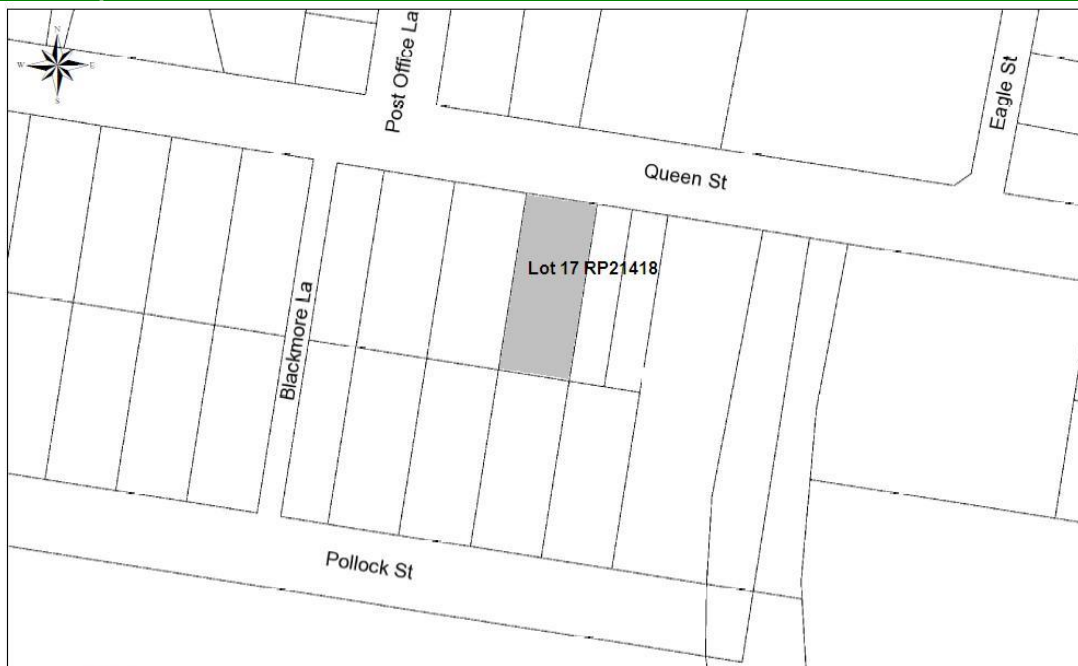 N
W E
S
Post Office La
Eagle St
Queen St
Lot 17 RP21418
Blackmore La
Pollock St